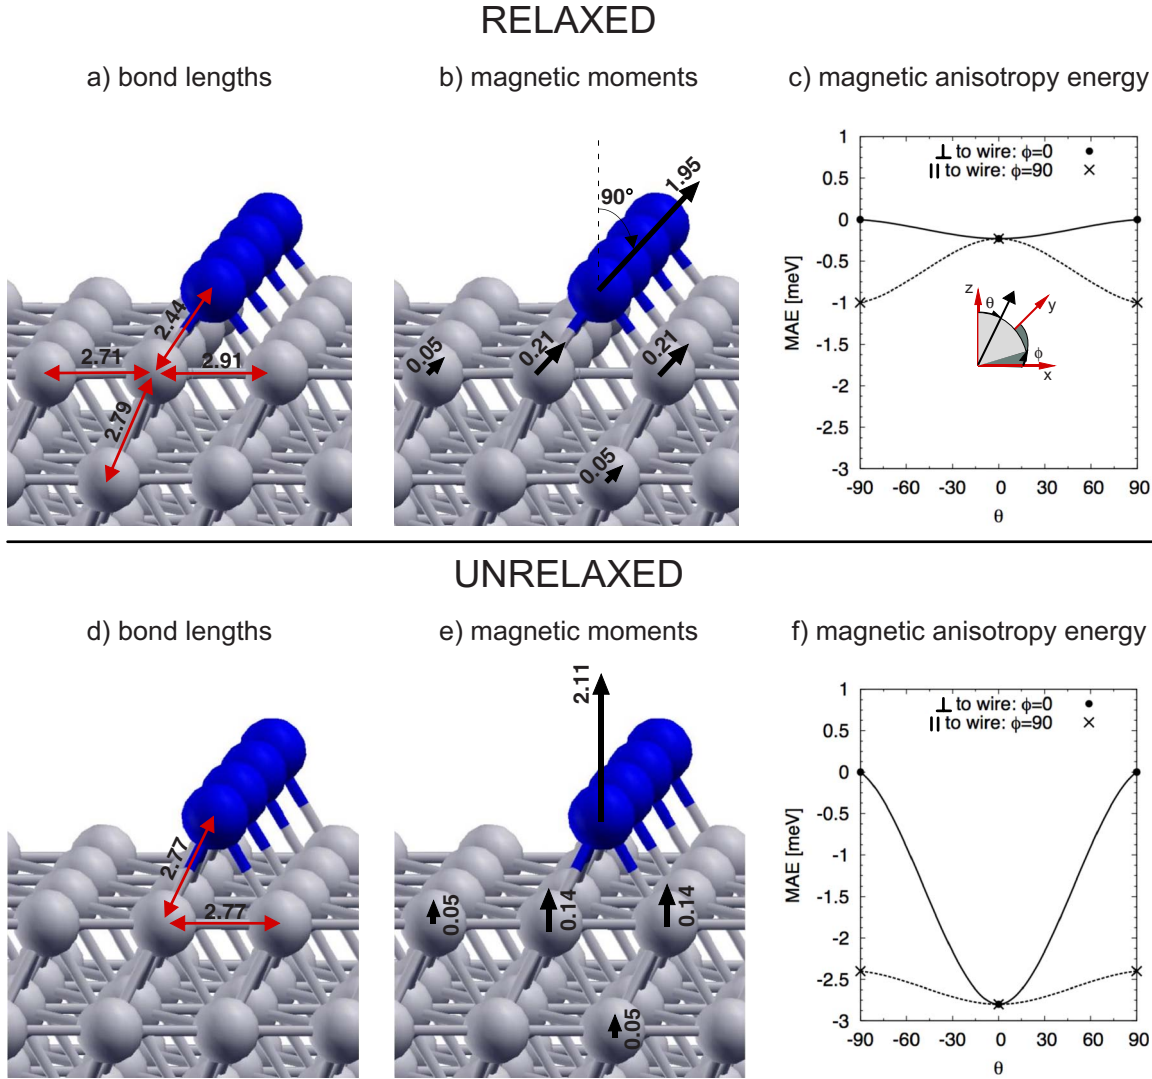 RELAXED
a) bond lengths
b) magnetic moments
c) magnetic anisotropy energy
2.44
2.71
2.91
2.79
90°
1.95
0.05
0.21
0.21
0.05
MAE [meV]
1
0.5
0
-0.5
-1
-1.5
-2
-2.5
-3
⊥ to wire: ϕ=0
|| to wire: ϕ=90
z
θ
y
ϕ
x
-90 -60 -30 0 30 60 90
θ
UNRELAXED
d) bond lengths
e) magnetic moments
f) magnetic anisotropy energy
2.77
2.77
2.11
0.05
0.14
0.14
0.05
MAE [meV]
1
0.5
0
-0.5
-1
-1.5
-2
-2.5
-3
⊥ to wire: ϕ=0
|| to wire: ϕ=90
-90 -60 -30 0 30 60 90
θ